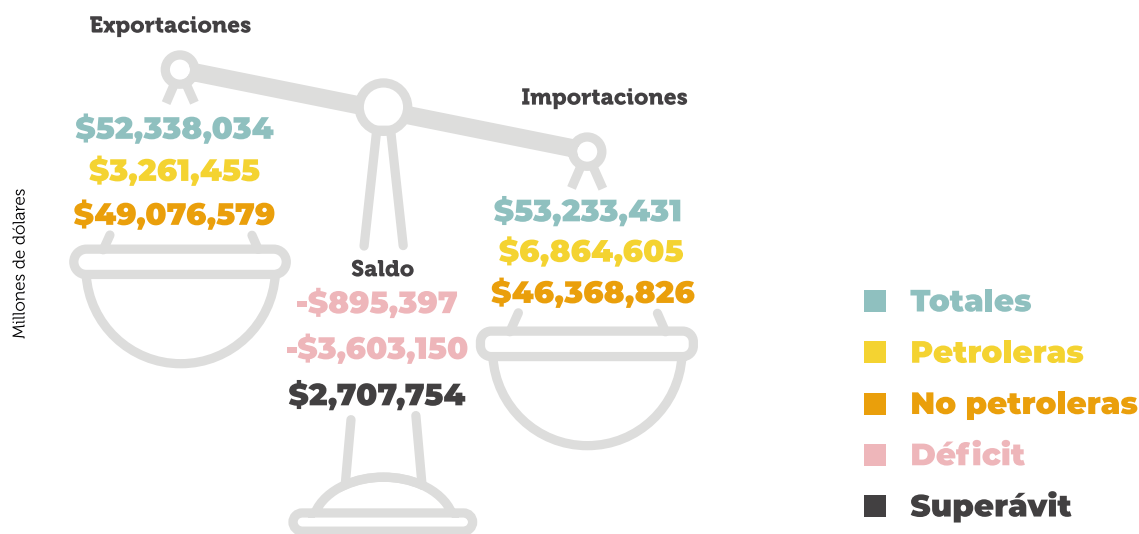 Exportaciones
$52,338,034
$3,261,455
$49,076,579
Importaciones
$53,233,431
$6,864,605
$46,368,826
Saldo
-$895,397
-$3,603,150
$2,707,754
Millones de dólares
Totales
Petroleras
No petroleras
Déficit
Superávit